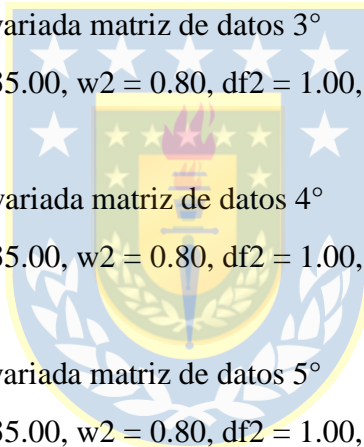 variada matriz de datos 3°
35.00, w2 = 0.80, df2 = 1.00,
variada matriz de datos 4°
35.00, w2 = 0.80, df2 = 1.00,
variada matriz de datos 5°
35.00, w2 = 0.80, df2 = 1.00,